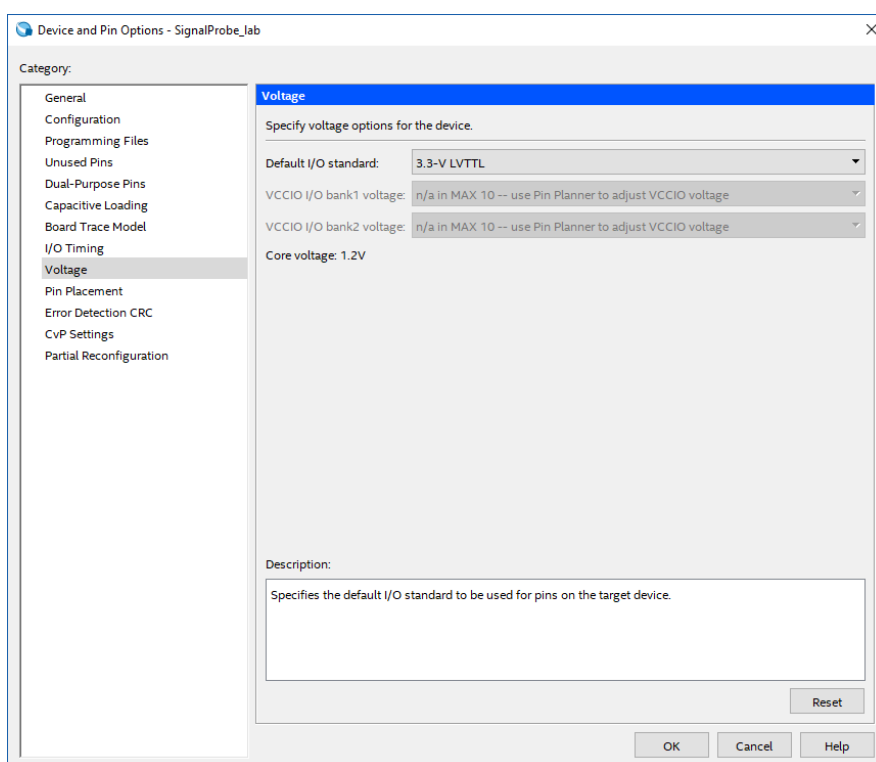 Device and Pin Options - SignalProbe_lab
Category:
General
Configuration
Programming Files
Unused Pins
Dual-Purpose Pins
Capacitive Loading
Board Trace Model
I/O Timing
Voltage
Pin Placement
Error Detection CRC
CvP Settings
Partial Reconfiguration
Voltage
Specify voltage options for the device.
Default I/O standard: 3.3-V LVTTL
VCCIO I/O bank1 voltage: n/a in MAX 10 -- use Pin Planner to adjust VCCIO voltage
VCCIO I/O bank2 voltage: n/a in MAX 10 -- use Pin Planner to adjust VCCIO voltage
Core voltage: 1.2V
Description:
Specifies the default I/O standard to be used for pins on the target device.
Reset
OK Cancel Help